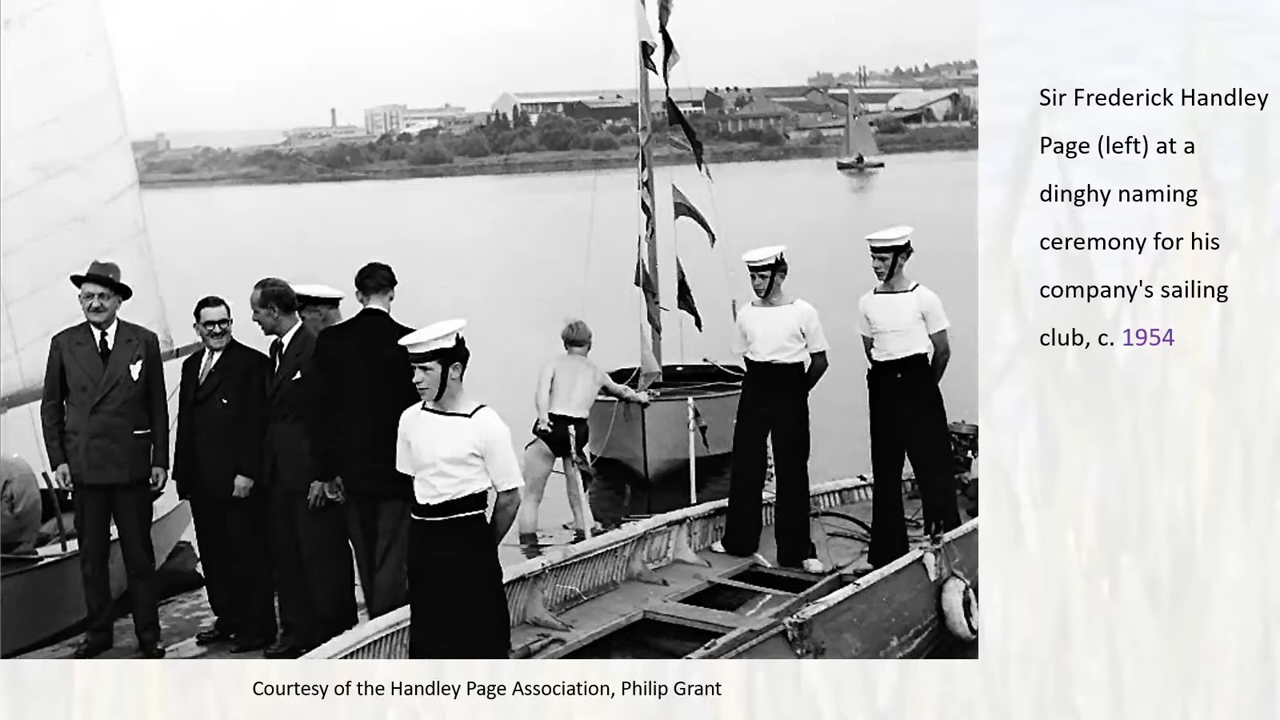 Sir Frederick Handley
Page (left) at a
dinghy naming
ceremony for his
company's sailing
club, c. 1954
Courtesy of the Handley Page Association, Philip Grant